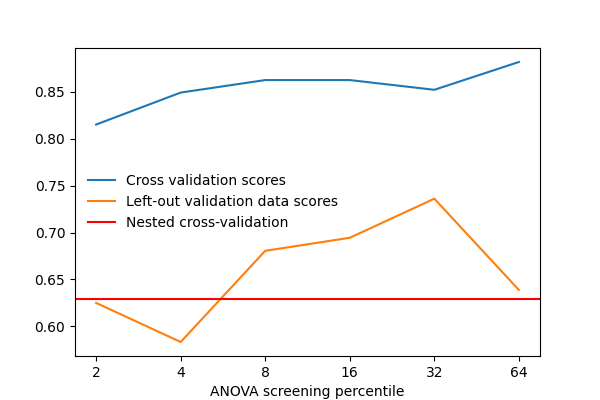 0.85
0.80
0.75
0.70
0.65
0.60
Cross validation scores
Left-out validation data scores
Nested cross-validation
2 4 8 16 32 64
ANOVA screening percentile